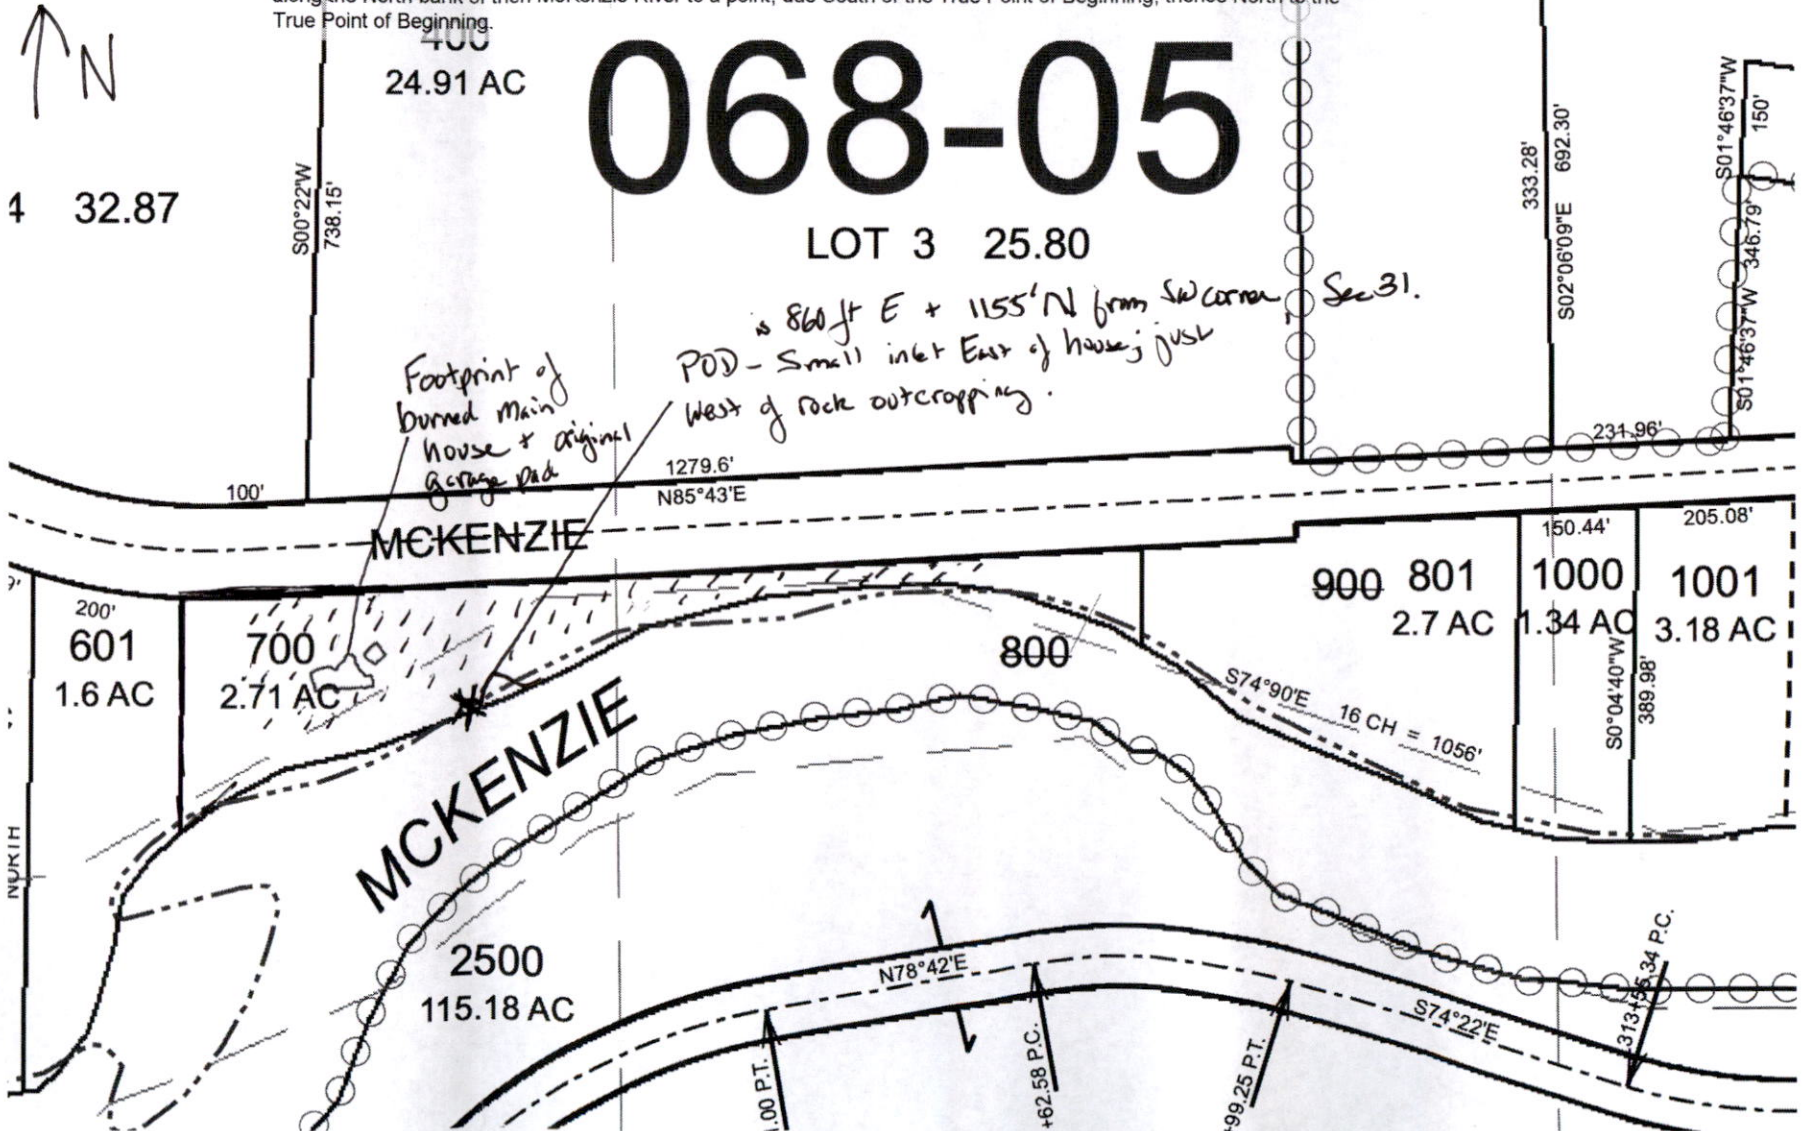 True Point of Beginning.
N
400
24.91 AC
068-05
4 32.87
LOT 3 25.80
S00°22'W
738.15'
333.28'
S02°06'09"E 692.30'
S01°46'37"W
150'
S01°46'37"W 346.79'
is 860 ft E + 1155' N from SW corner Sec 31.
POD - Small inlet East of house; just
West of rock outcropping.
Footprint of
burned main
house + original
garage pad
100'
1279.6'
N85°43'E
231.96'
MCKENZIE
200'
601
1.6 AC
700
2.71 AC
800
900 801
2.7 AC
150.44'
1000
1.34 AC
205.08'
1001
3.18 AC
S0°04'40"W
389.98'
S74°90'E
16 CH = 1056'
MCKENZIE
NORTH
2500
115.18 AC
N78°42'E
S74°22'E
.00 P.T.
+62.58 P.C.
+99.25 P.T.
313+55.34 P.C.